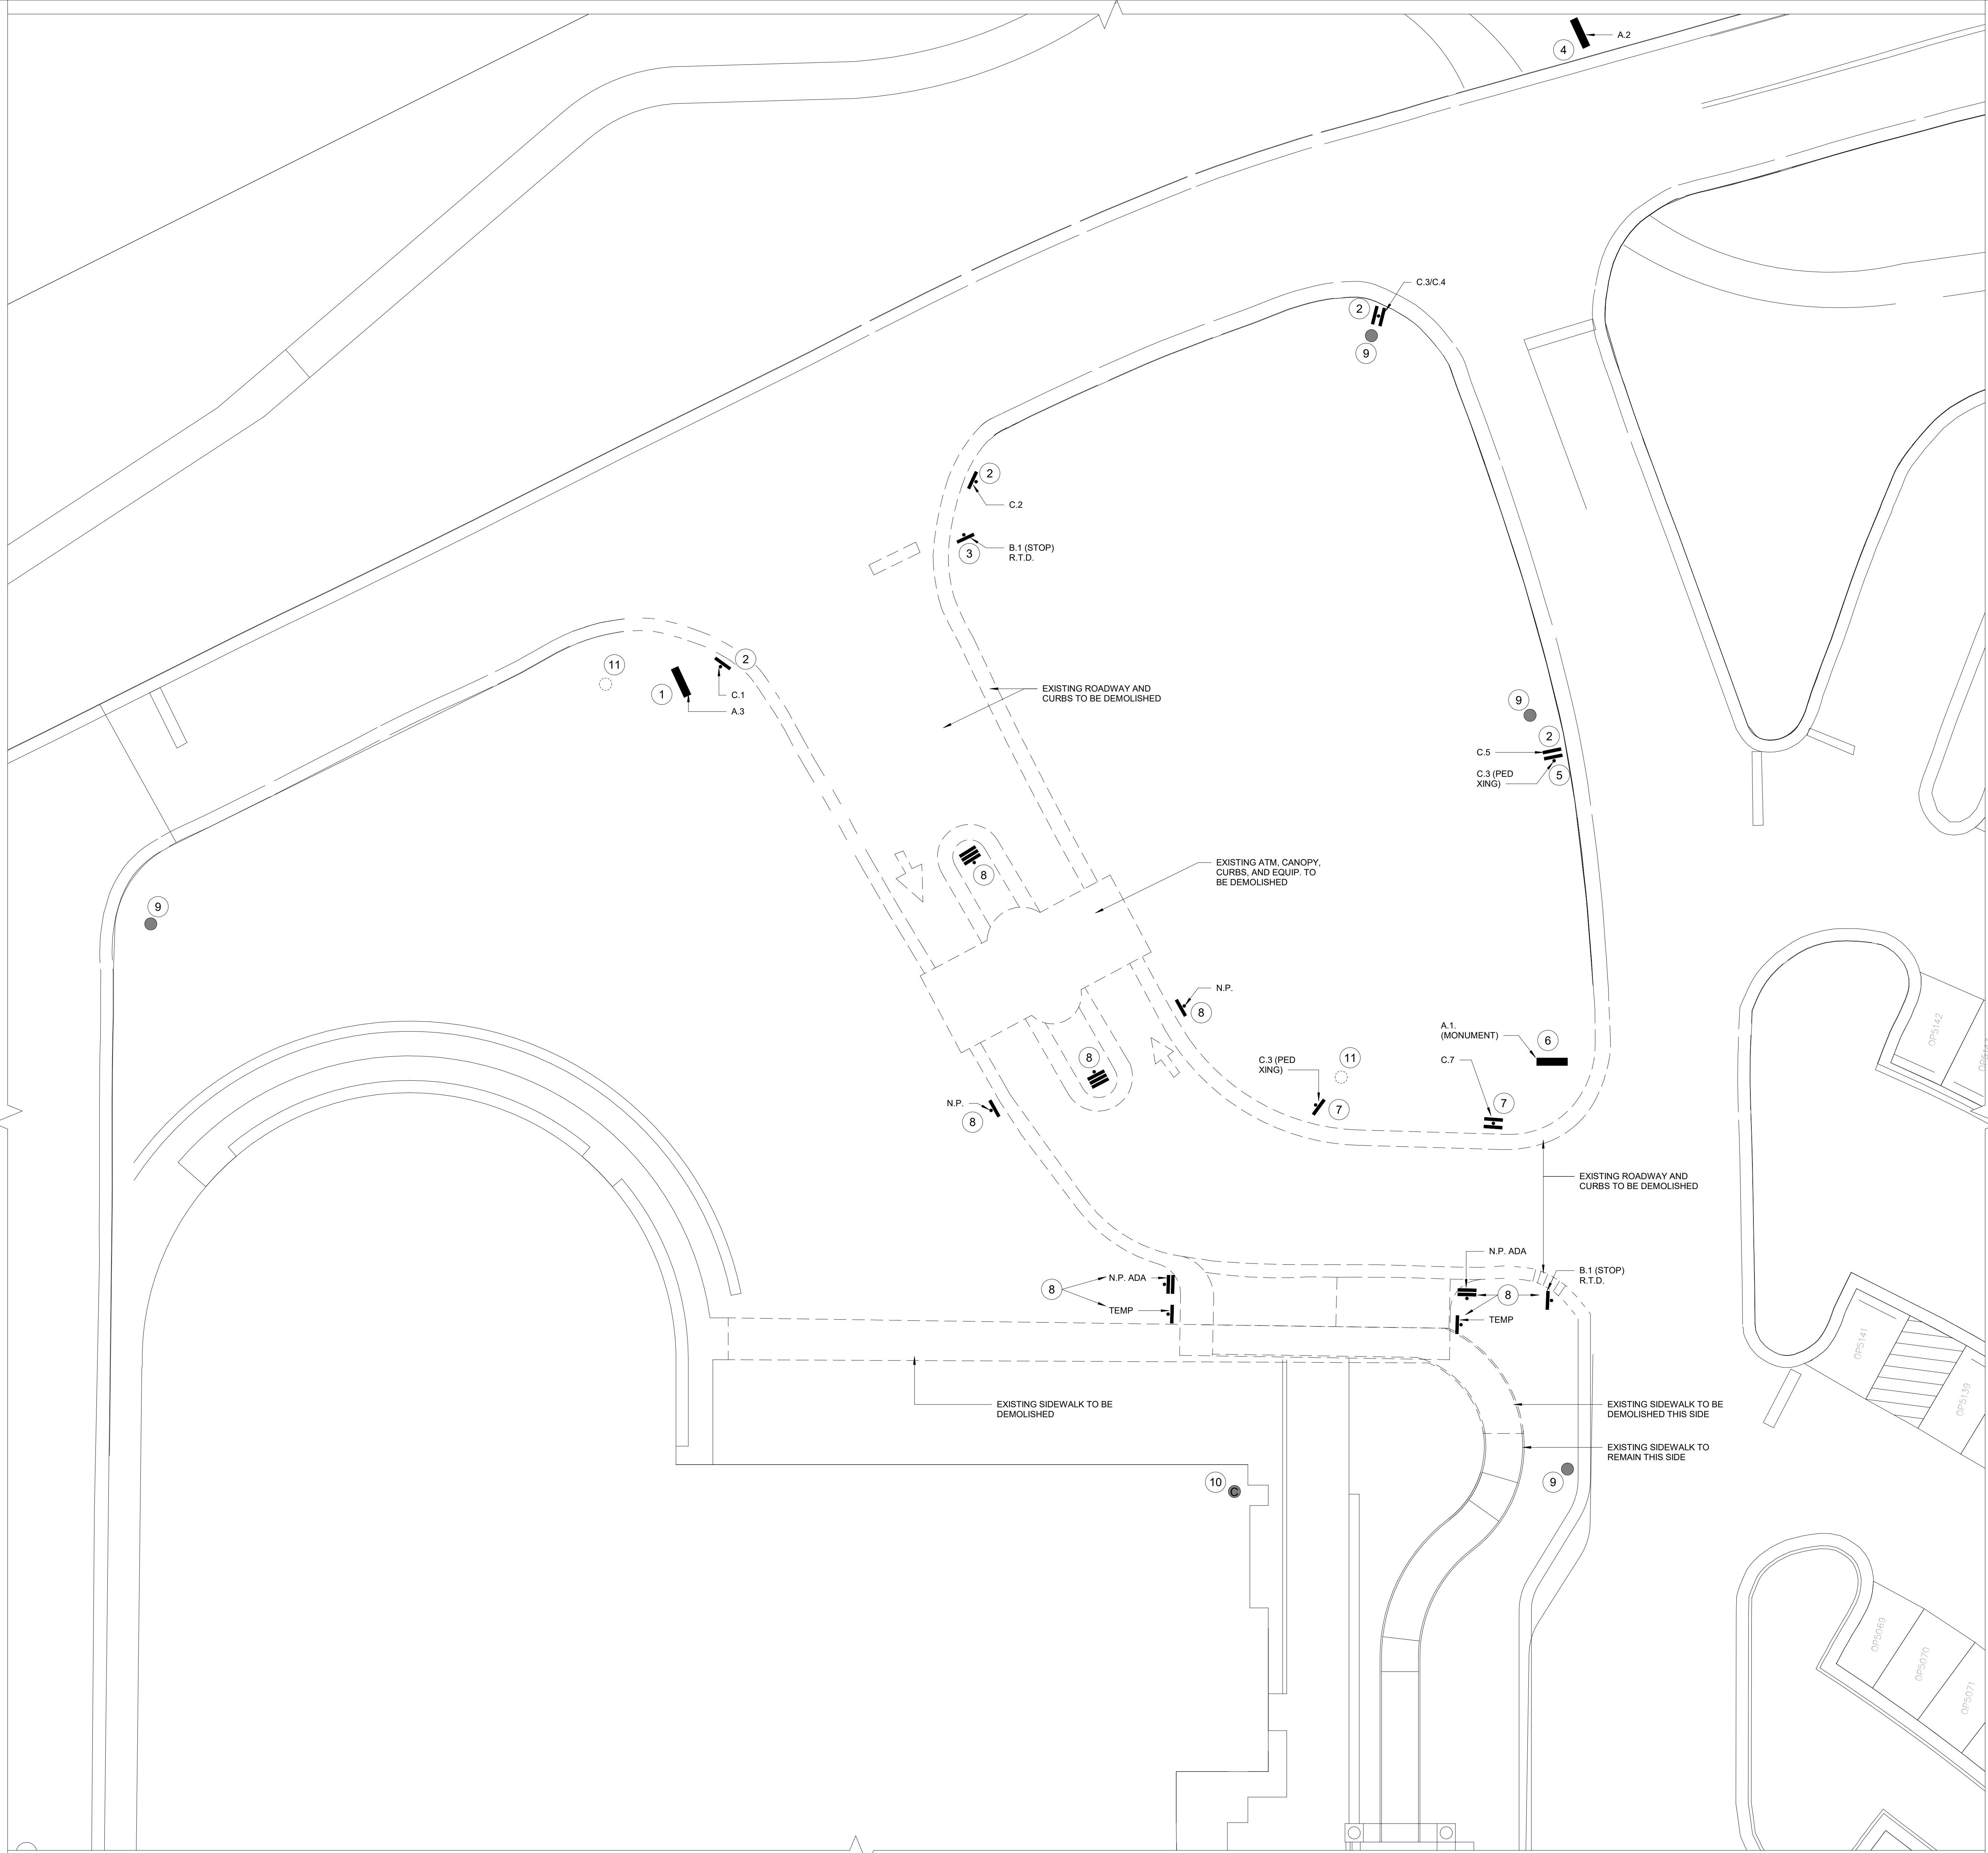 A.2
4
C.3/C.4
2
9
2
C.2
B.1 (STOP)
R.T.D.
3
11
2
1
C.1
A.3
EXISTING ROADWAY AND
CURBS TO BE DEMOLISHED
9
2
C.5
C.3 (PED
XING)
5
EXISTING ATM, CANOPY,
CURBS, AND EQUIP. TO
BE DEMOLISHED
8
9
N.P.
8
A.1.
(MONUMENT)
6
OP5142
C.3 (PED
XING)
11
8
C.7
N.P.
8
7
7
EXISTING ROADWAY AND
CURBS TO BE DEMOLISHED
N.P. ADA
B.1 (STOP)
R.T.D.
8
N.P. ADA
8
TEMP
TEMP
OP5141
OP5139
EXISTING SIDEWALK TO BE
DEMOLISHED
EXISTING SIDEWALK TO BE
DEMOLISHED THIS SIDE
EXISTING SIDEWALK TO
REMAIN THIS SIDE
10
C
9
OP5069
OP5070
OP5071